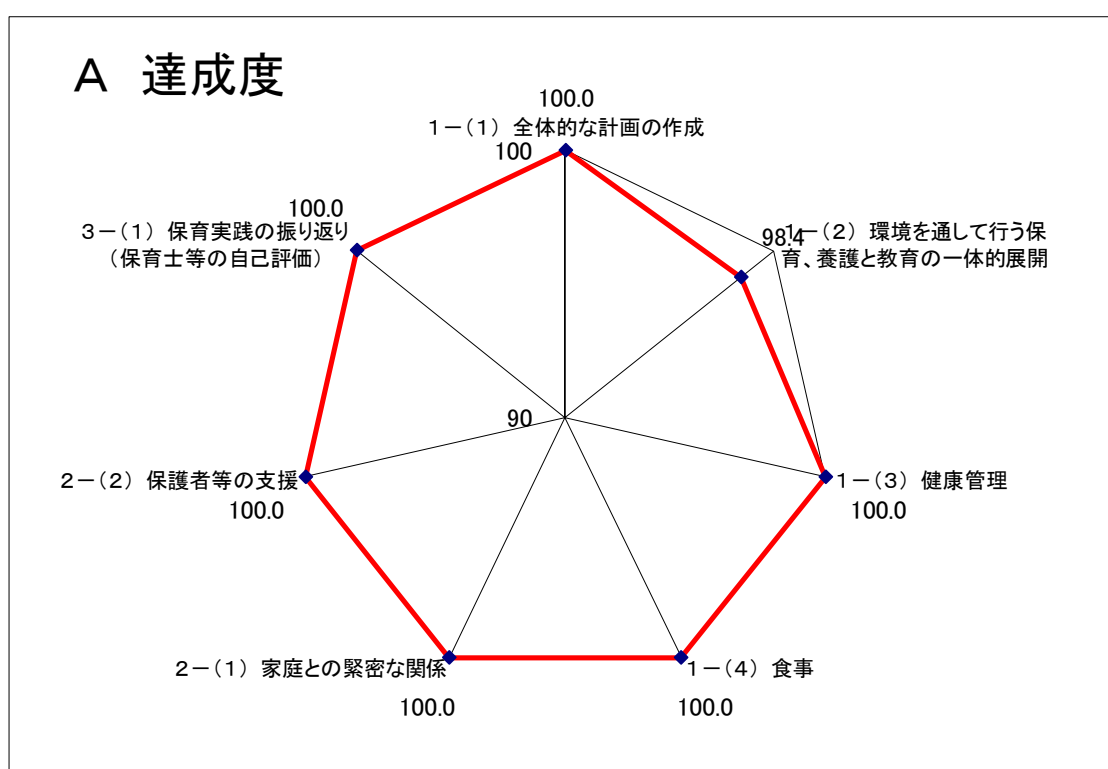 A 達成度
100.0
1－(1) 全体的な計画の作成
100
98.4
1－(2) 環境を通して行う保
育、養護と教育の一体的展開
100.0
3－(1) 保育実践の振り返り
(保育士等の自己評価)
90
2－(2) 保護者等の支援
100.0
1－(3) 健康管理
100.0
2－(1) 家庭との緊密な関係
100.0
1－(4) 食事
100.0